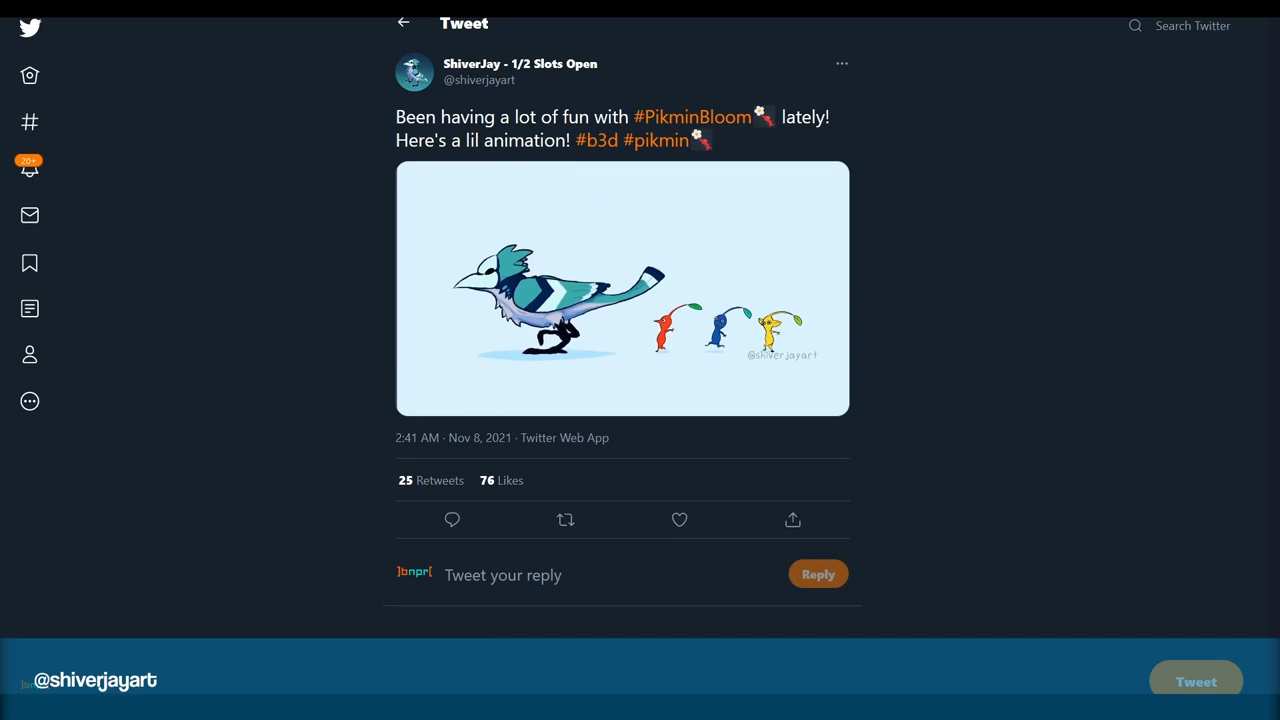 Tweet
Search Twitter
ShiverJay - 1/2 Slots Open
@shiverjayart
Been having a lot of fun with #PikminBloom lately!
Here's a lil animation! #b3d #pikmin
@shiverjayart
2:41 AM · Nov 8, 2021 · Twitter Web App
25 Retweets 76 Likes
20+
]bnpr[ Tweet your reply
Reply
@shiverjayart
Tweet